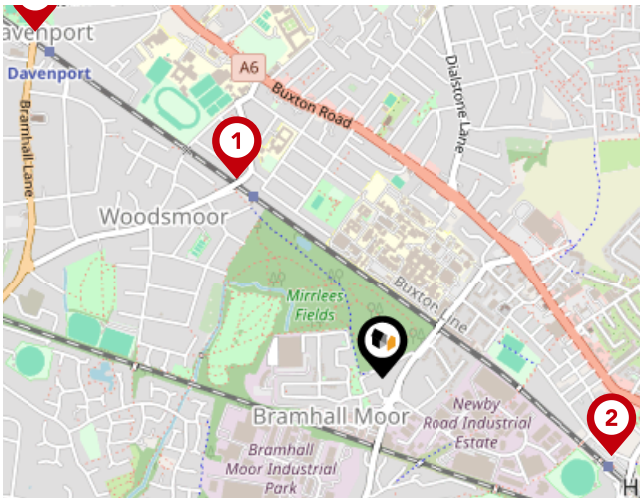 avenport
Davenport
A6
Buxton Road
Dialstone Lane
Bramhall Lane
1
Woodsmoor
Mirrlees
Fields
Buxton Line
Bramhall Moor
Newby
Road Industrial
Estate
2
Bramhall
Moor Industrial
Park
H